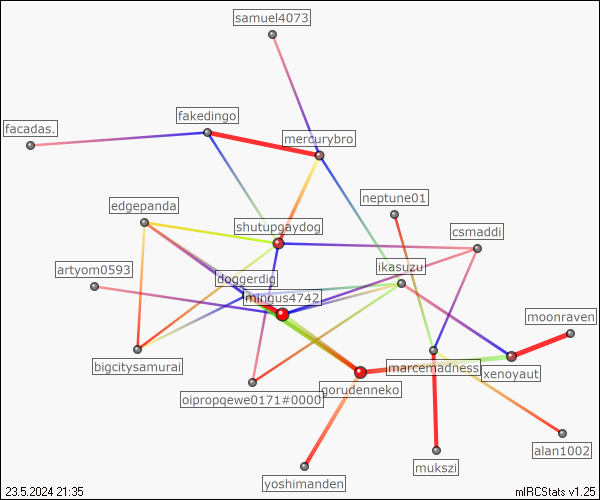 samuel4073
fakedingo
facadas.
mercurybro
neptune01
edgepanda
shutupgaydog
csmaddi
artyom0593
doggerdig
ikasuzu
mingus4742
moonraven
bigcitysamurai
marcemadness
xenoyaut
gorudenneko
oipropqewe0171#0000
alan1002
mukszi
yoshimanden
23.5.2024 21:35
mIRCStats v1.25